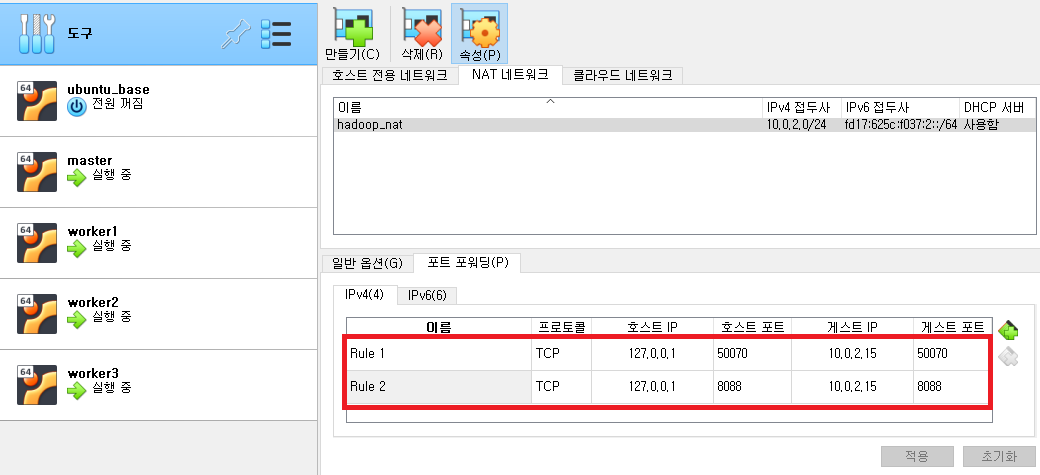 도구
64
ubuntu_base
전원 꺼짐
64
master
실행 중
64
worker1
실행 중
64
worker2
실행 중
64
worker3
실행 중
만들기(C) 삭제(R) 속성(P)
호스트 전용 네트워크 NAT 네트워크 클라우드 네트워크
이름 IPv4 접두사 IPv6 접두사 DHCP 서버
hadoop_nat 10.0.2.0/24 fd17:625c:f037:2::/64 사용함
일반 옵션(G) 포트 포워딩(P)
IPv4(4) IPv6(6)
이름 프로토콜 호스트 IP 호스트 포트 게스트 IP 게스트 포트
Rule 1 TCP 127.0.0.1 50070 10.0.2.15 50070
Rule 2 TCP 127.0.0.1 8088 10.0.2.15 8088
적용 초기화